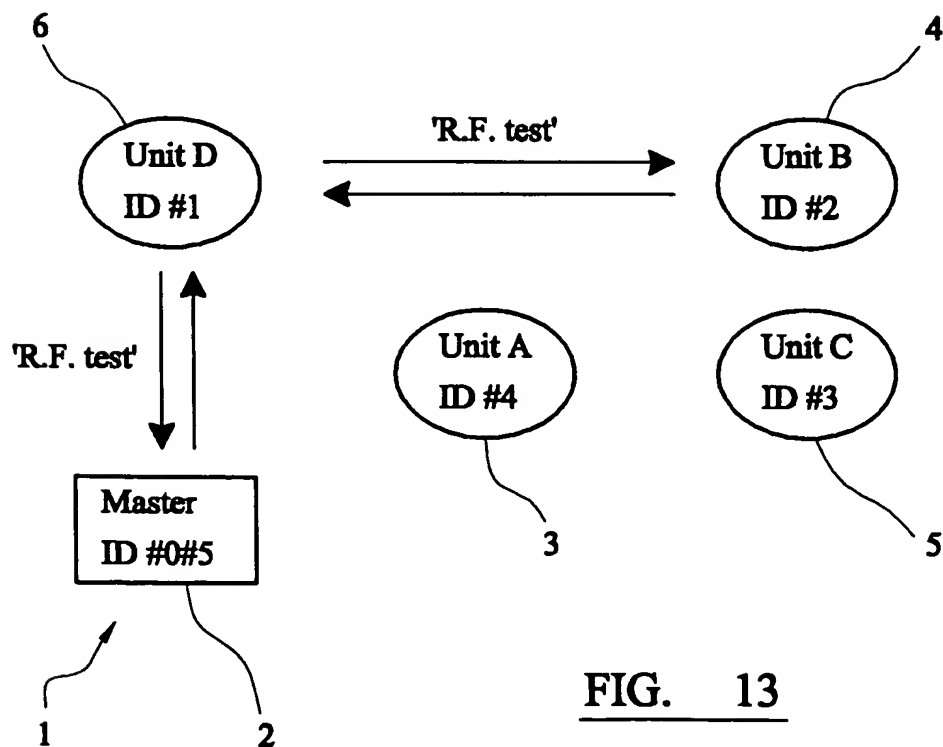 6
4
'R.F. test'
Unit D
ID #1
Unit B
ID #2
'R.F. test'
Unit A
ID #4
Unit C
ID #3
Master
ID #0#5
3
5
1
2
FIG. 13